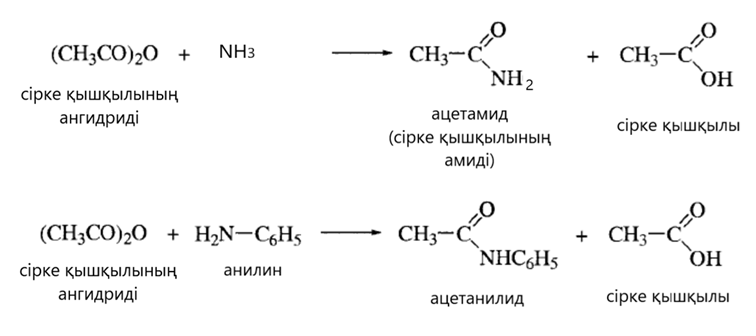 (CH3CO)2O + NH3 ⟶ CH3–C(=O)NH2 + CH3–C(=O)OH
сірке қышқылының
ангидриді
ацетамид
(сірке қышқылының
амиді)
сірке қышқылы
(CH3CO)2O + H2N–C6H5 ⟶ CH3–C(=O)NHC6H5 + CH3–C(=O)OH
сірке қышқылының
ангидриді
анилин
ацетанилид
сірке қышқылы